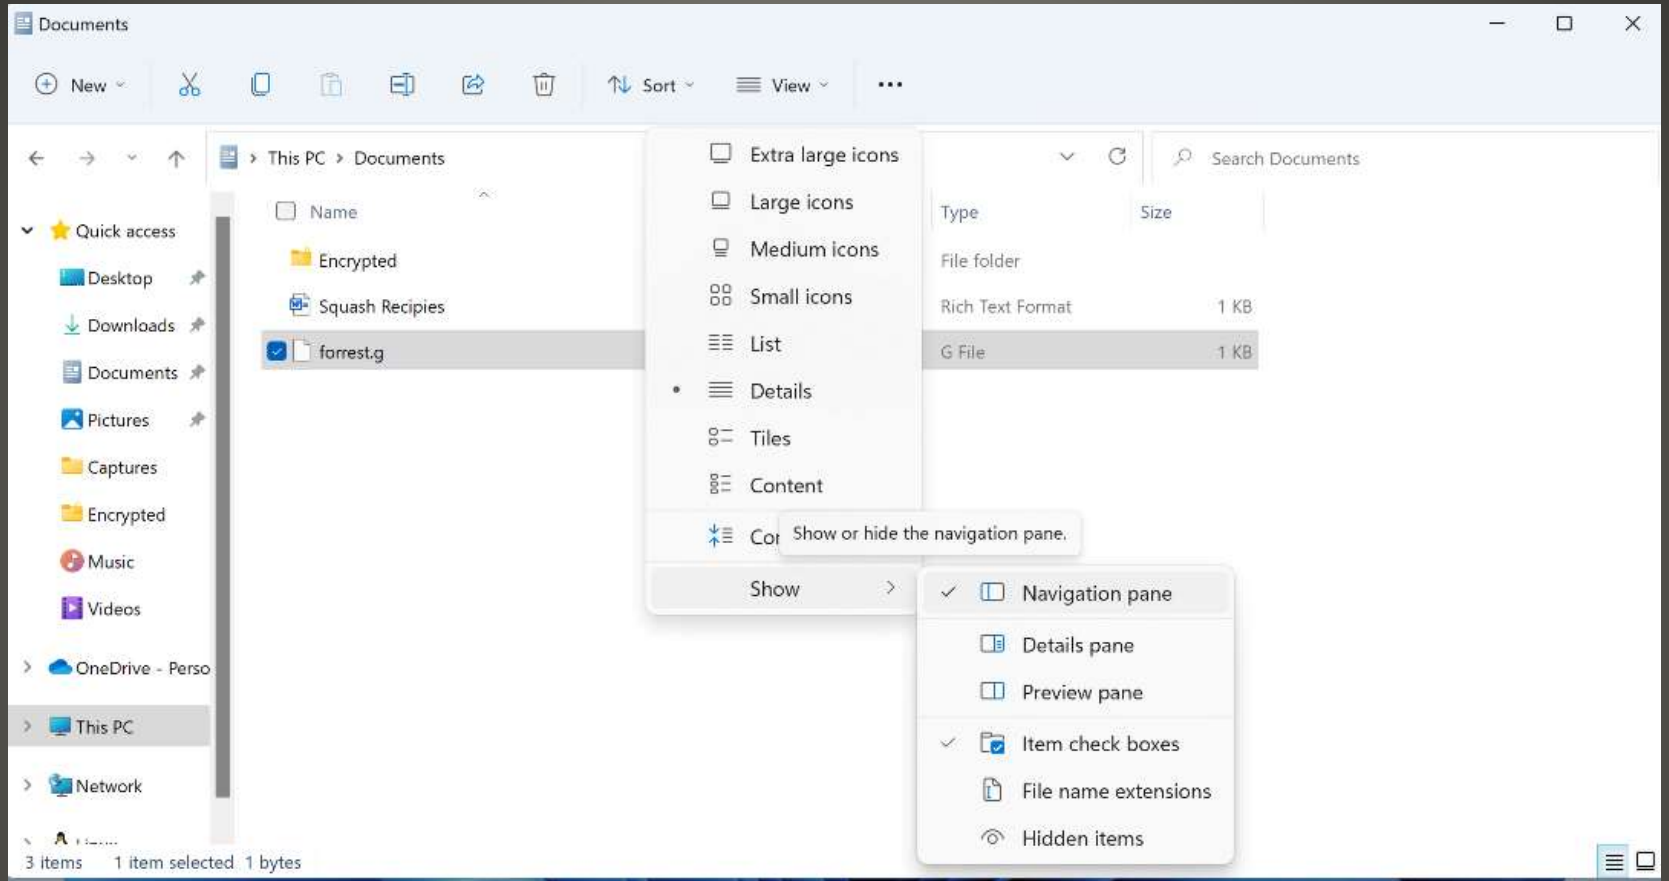 Documents
New
Sort
View
This PC > Documents
Search Documents
Quick access
Desktop
Downloads
Documents
Pictures
Captures
Encrypted
Music
Videos
OneDrive - Perso
This PC
Network
Name
Type
Size
Encrypted
File folder
Squash Recipies
Rich Text Format
1 KB
forrest.g
G File
1 KB
Extra large icons
Large icons
Medium icons
Small icons
List
Details
Tiles
Content
Show or hide the navigation pane.
Show
Navigation pane
Details pane
Preview pane
Item check boxes
File name extensions
Hidden items
3 items
1 item selected 1 bytes